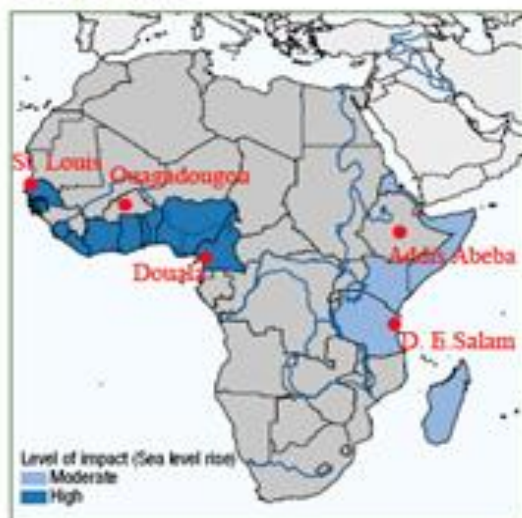 St. Louis
Ouagadougou
Addis Abeba
Douala
D. E.Salam
Level of impact (Sea level rise)
Moderate
High